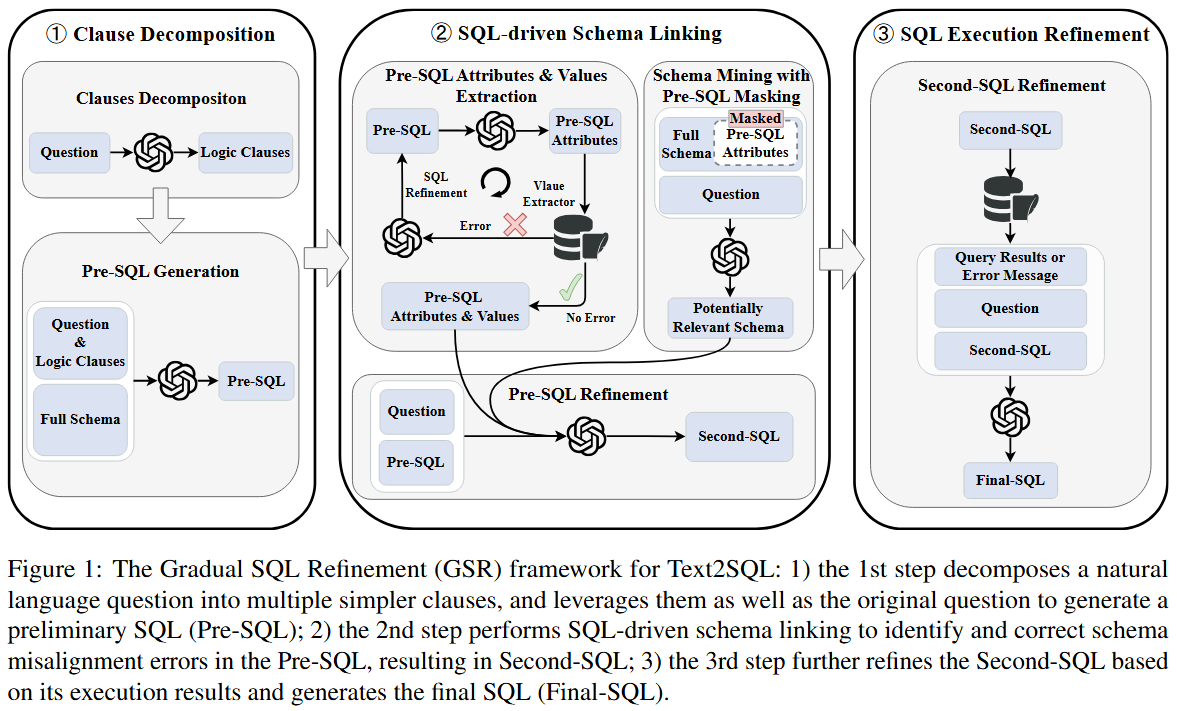 ① Clause Decomposition
Clauses Decompositon
Question
Logic Clauses
Pre-SQL Generation
Question
&
Logic Clauses
Full Schema
Pre-SQL
② SQL-driven Schema Linking
Pre-SQL Attributes & Values
Extraction
Pre-SQL
Pre-SQL
Attributes
SQL
Refinement
Vlaue
Extractor
Error
Pre-SQL
Attributes & Values
No Error
Schema Mining with
Pre-SQL Masking
Masked
Full
Schema
Pre-SQL
Attributes
Question
Potentially
Relevant Schema
Pre-SQL Refinement
Question
Pre-SQL
Second-SQL
③ SQL Execution Refinement
Second-SQL Refinement
Second-SQL
Query Results or
Error Message
Question
Second-SQL
Final-SQL
Figure 1: The Gradual SQL Refinement (GSR) framework for Text2SQL: 1) the 1st step decomposes a natural
language question into multiple simpler clauses, and leverages them as well as the original question to generate a
preliminary SQL (Pre-SQL); 2) the 2nd step performs SQL-driven schema linking to identify and correct schema
misalignment errors in the Pre-SQL, resulting in Second-SQL; 3) the 3rd step further refines the Second-SQL based
on its execution results and generates the final SQL (Final-SQL).